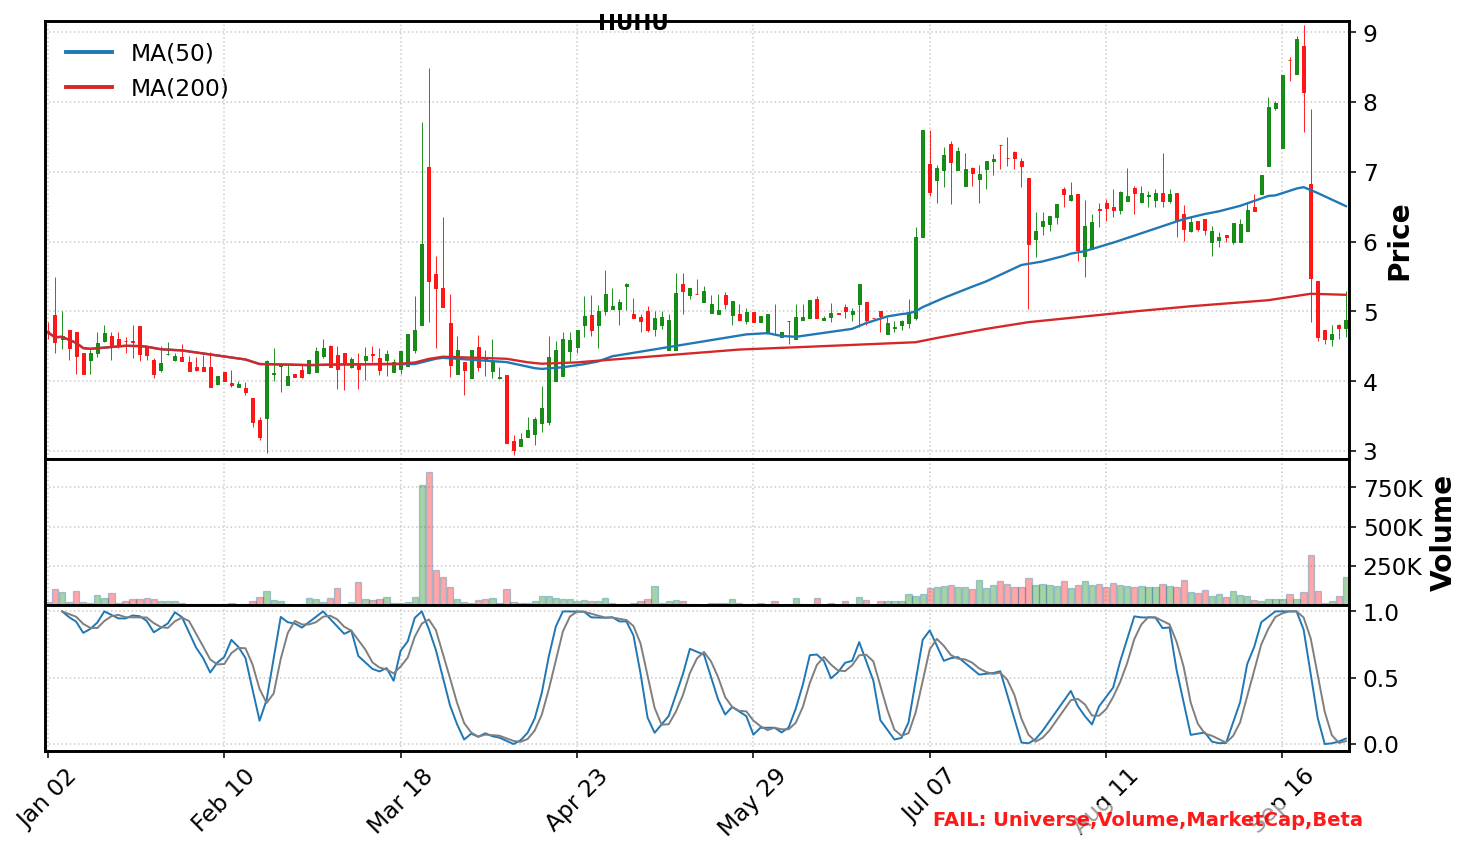 HUHU
MA(50)
MA(200)
9
8
7
6
5
4
3
Price
750K
500K
250K
Volume
1.0
0.5
0.0
Jan 02
Feb 10
Mar 18
Apr 23
May 29
Jul 07
Aug 11
Sep 16
FAIL: Universe,Volume,MarketCap,Beta